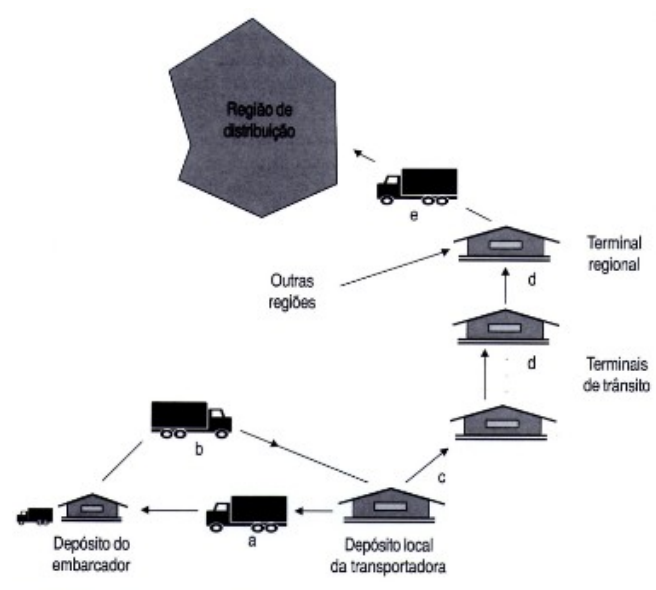 Região de
distribuição
e
Terminal
regional
Outras
regiões
d
d
Terminais
de trânsito
b
c
a
Depósito do
embarcador
Depósito local
da transportadora